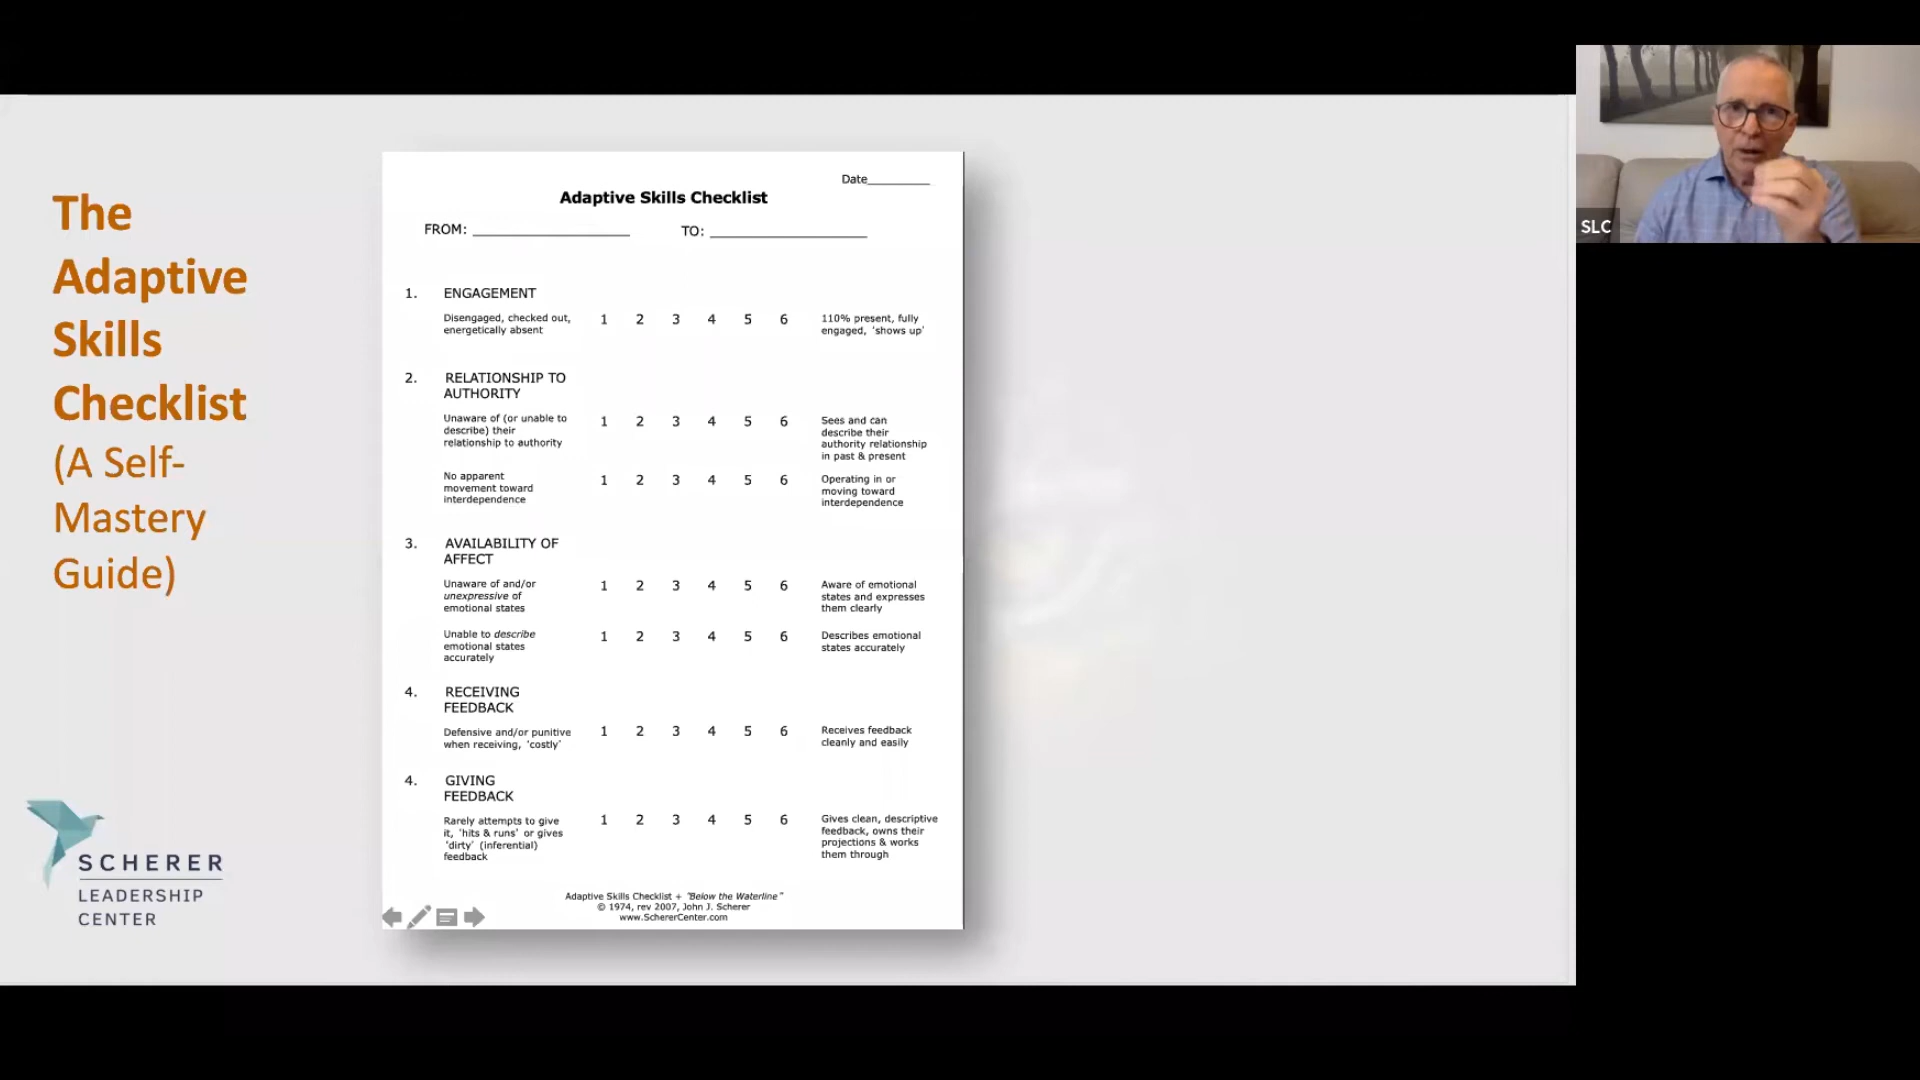 The
Adaptive
Skills
Checklist
(A Self-
Mastery
Guide)
SCHERER
LEADERSHIP
CENTER
Date_________
Adaptive Skills Checklist
FROM: ____________________ TO: ____________________
1. ENGAGEMENT
Disengaged, checked out, 1 2 3 4 5 6 110% present, fully
energetically absent engaged, ‘shows up’
2. RELATIONSHIP TO
AUTHORITY
Unaware of (or unable to 1 2 3 4 5 6 Sees and can
describe) their describe their
relationship to authority authority relationship
in past & present
No apparent 1 2 3 4 5 6 Operating in or
movement toward moving toward
interdependence interdependence
3. AVAILABILITY OF
AFFECT
Unaware of and/or 1 2 3 4 5 6 Aware of emotional
unexpressive of states and expresses
emotional states them clearly
Unable to describe 1 2 3 4 5 6 Describes emotional
emotional states states accurately
accurately
4. RECEIVING
FEEDBACK
Defensive and/or punitive 1 2 3 4 5 6 Receives feedback
when receiving, ‘costly’ cleanly and easily
4. GIVING
FEEDBACK
Rarely attempts to give 1 2 3 4 5 6 Gives clean, descriptive
it, ‘hits & runs’ or gives feedback, owns their
‘dirty’ (inferential) projections & works
feedback them through
Adaptive Skills Checklist + “Below the Waterline”
© 1974, rev 2007, John J. Scherer
www.SchererCenter.com
SLC